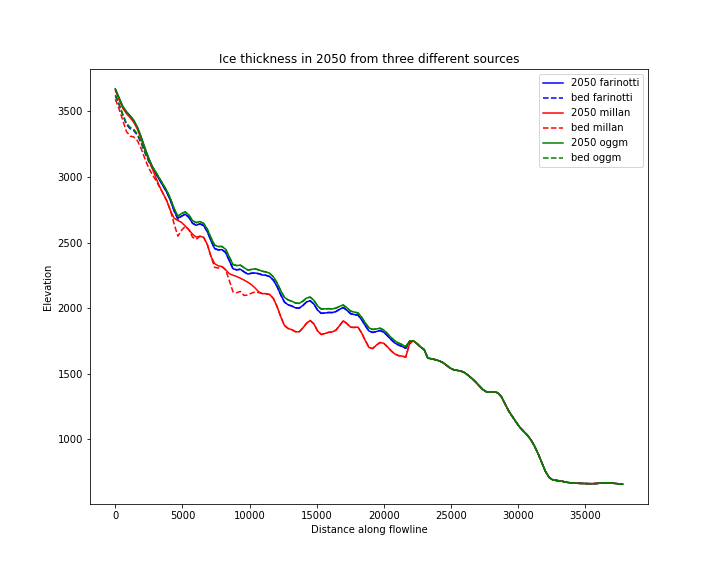 Ice thickness in 2050 from three different sources
2050 farinotti
bed farinotti
2050 millan
bed millan
2050 oggm
bed oggm
3500
3000
2500
2000
1500
1000
Elevation
0 5000 10000 15000 20000 25000 30000 35000
Distance along flowline